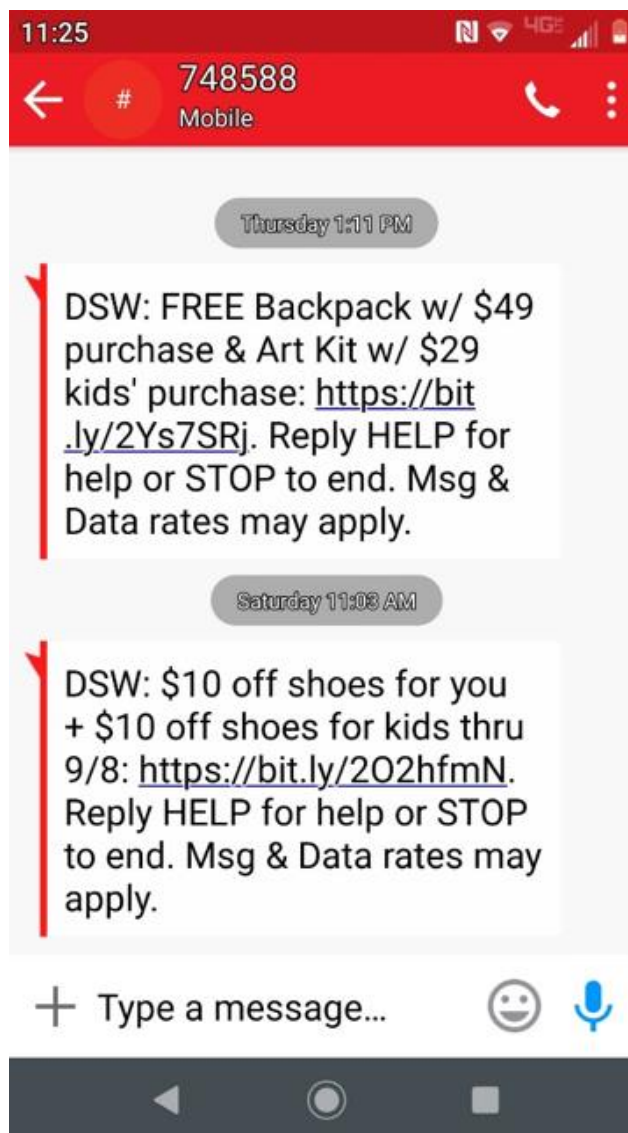 11:25
4GE
#
748588
Mobile
Thursday 1:11 PM
DSW: FREE Backpack w/ $49
purchase & Art Kit w/ $29
kids' purchase: https://bit
.ly/2Ys7SRj. Reply HELP for
help or STOP to end. Msg &
Data rates may apply.
Saturday 11:03 AM
DSW: $10 off shoes for you
+ $10 off shoes for kids thru
9/8: https://bit.ly/2O2hfmN.
Reply HELP for help or STOP
to end. Msg & Data rates may
apply.
Type a message...